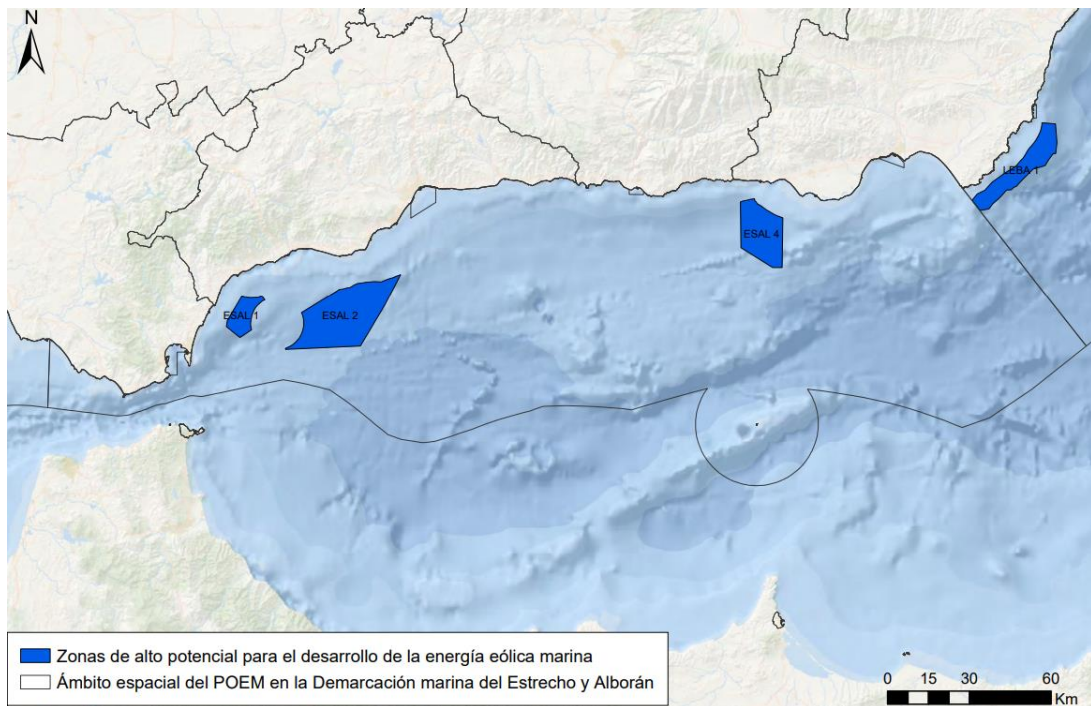 N
LEBA 1
ESAL 4
ESAL 1
ESAL 2
Zonas de alto potencial para el desarrollo de la energía eólica marina
Ámbito espacial del POEM en la Demarcación marina del Estrecho y Alborán
0 15 30 45 60
Km